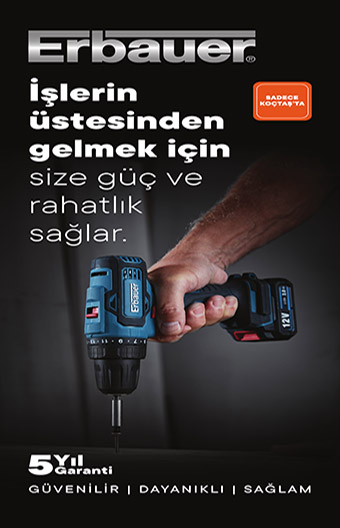 Erbauer®
İşlerin
üstesinden
gelmek için
size güç ve
rahatlık
sağlar.
SADECE
KOÇTAŞ'TA
Erbauer
12V
5 Yıl
Garanti
GÜVENİLİR | DAYANIKLI | SAĞLAM